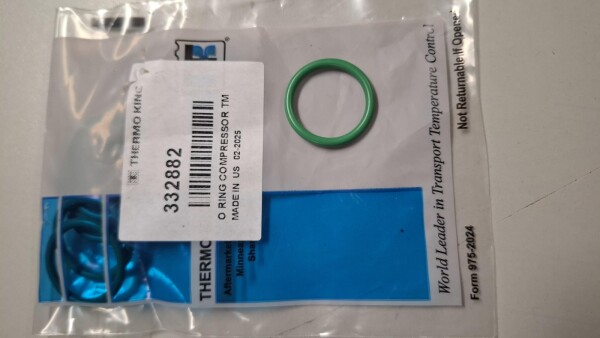 THERMO KING
332882
O RING COMPRESSOR TM
MADE IN US 02-2025
THERMO
Aftermarket
World Leader in Transport Temperature Control
Not Returnable If Opened
Form 975-2024